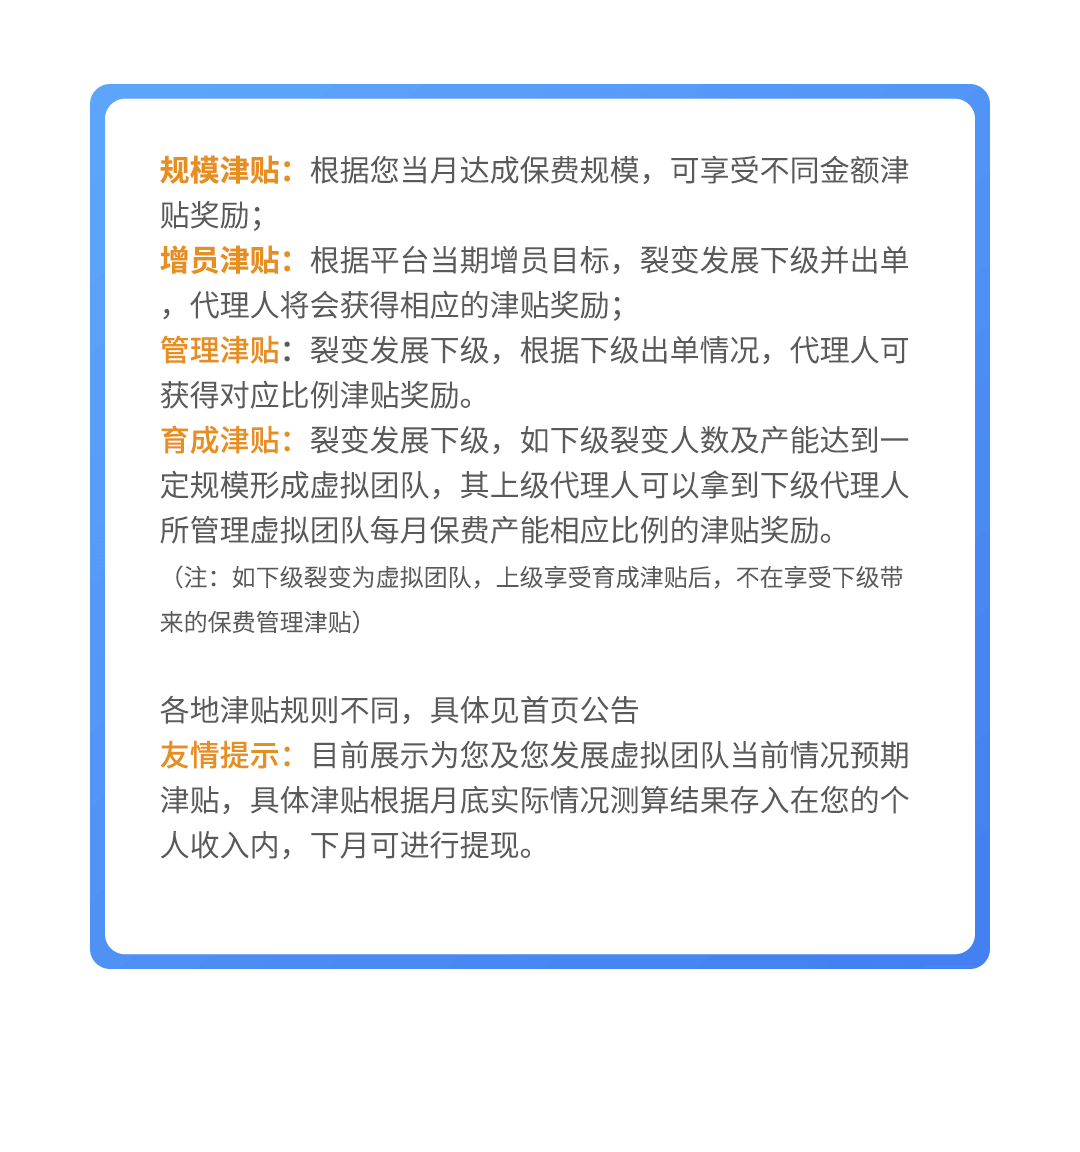 规模津贴：根据您当月达成保费规模，可享受不同金额津
贴奖励；
增员津贴：根据平台当期增员目标，裂变发展下级并出单
，代理人将会获得相应的津贴奖励；
管理津贴：裂变发展下级，根据下级出单情况，代理人可
获得对应比例津贴奖励。
育成津贴：裂变发展下级，如下级裂变人数及产能达到一
定规模形成虚拟团队，其上级代理人可以拿到下级代理人
所管理虚拟团队每月保费产能相应比例的津贴奖励。
（注：如下级裂变为虚拟团队，上级享受育成津贴后，不在享受下级带
来的保费管理津贴）
各地津贴规则不同，具体见首页公告
友情提示：目前展示为您及您发展虚拟团队当前情况预期
津贴，具体津贴根据月底实际情况测算结果存入在您的个
人收入内，下月可进行提现。